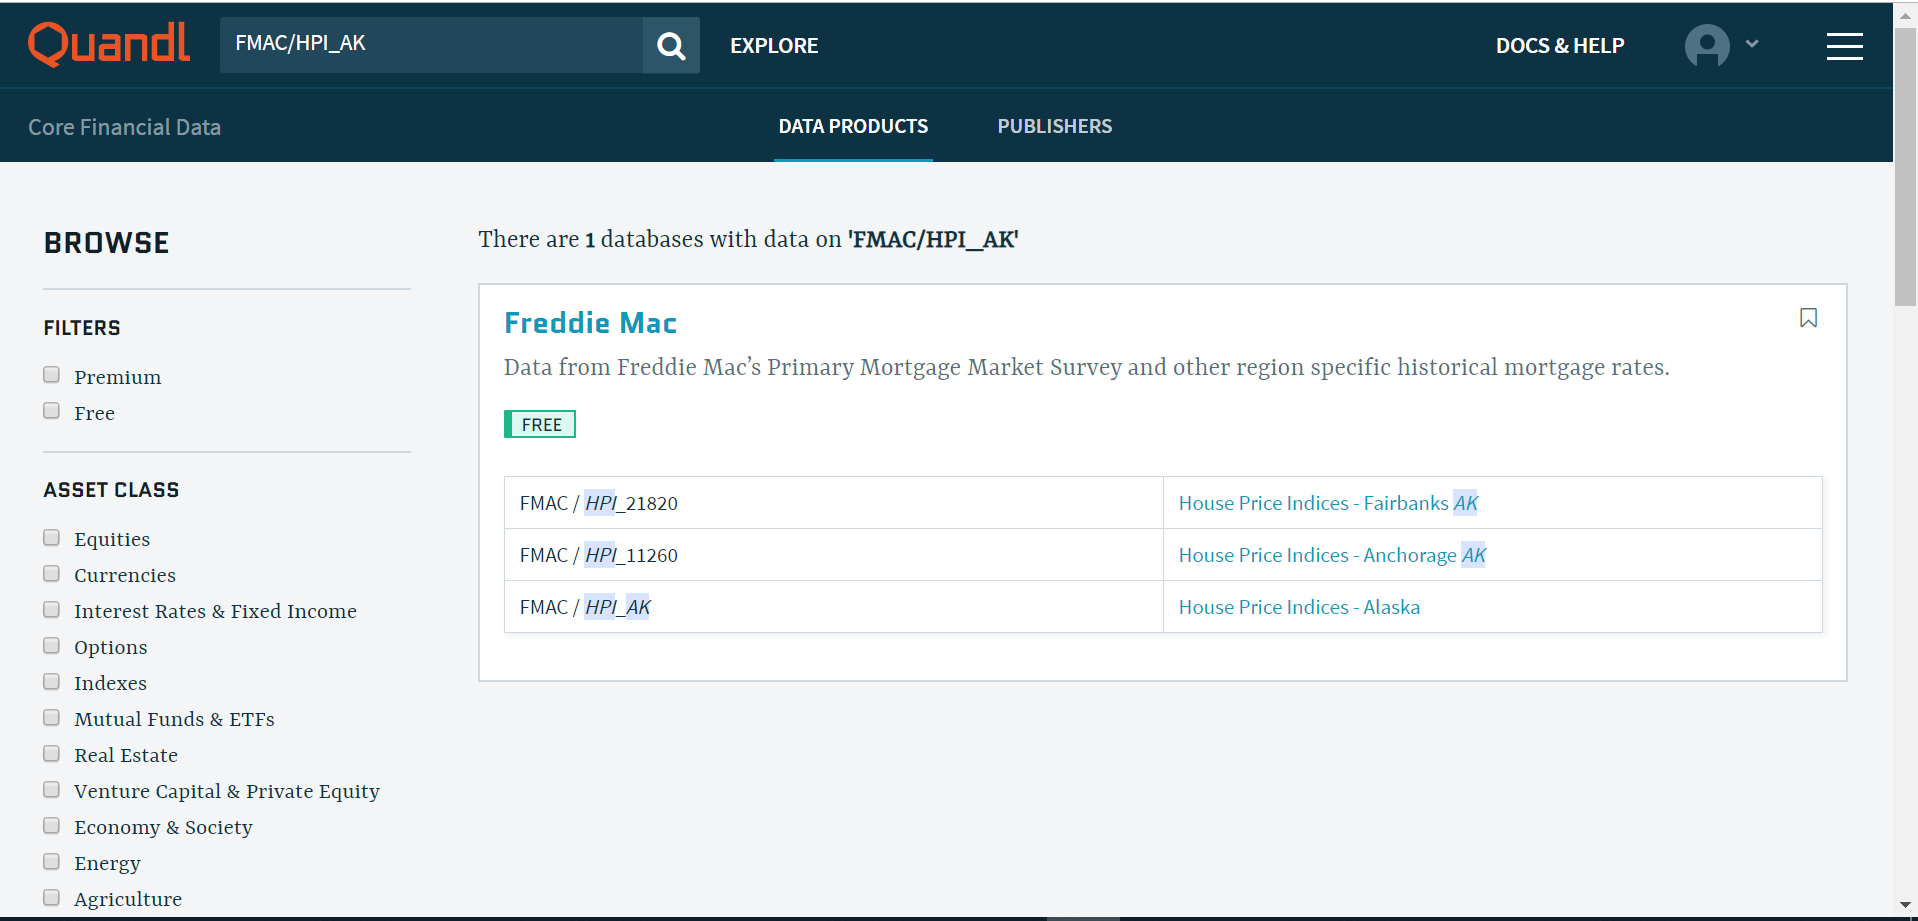 Quandl
FMAC/HPI_AK
EXPLORE
DOCS & HELP
Core Financial Data
DATA PRODUCTS
PUBLISHERS
BROWSE
FILTERS
Premium
Free
ASSET CLASS
Equities
Currencies
Interest Rates & Fixed Income
Options
Indexes
Mutual Funds & ETFs
Real Estate
Venture Capital & Private Equity
Economy & Society
Energy
Agriculture
There are 1 databases with data on 'FMAC/HPI_AK'
Freddie Mac
Data from Freddie Mac’s Primary Mortgage Market Survey and other region specific historical mortgage rates.
FREE
FMAC / HPI_21820 House Price Indices - Fairbanks AK
FMAC / HPI_11260 House Price Indices - Anchorage AK
FMAC / HPI_AK House Price Indices - Alaska